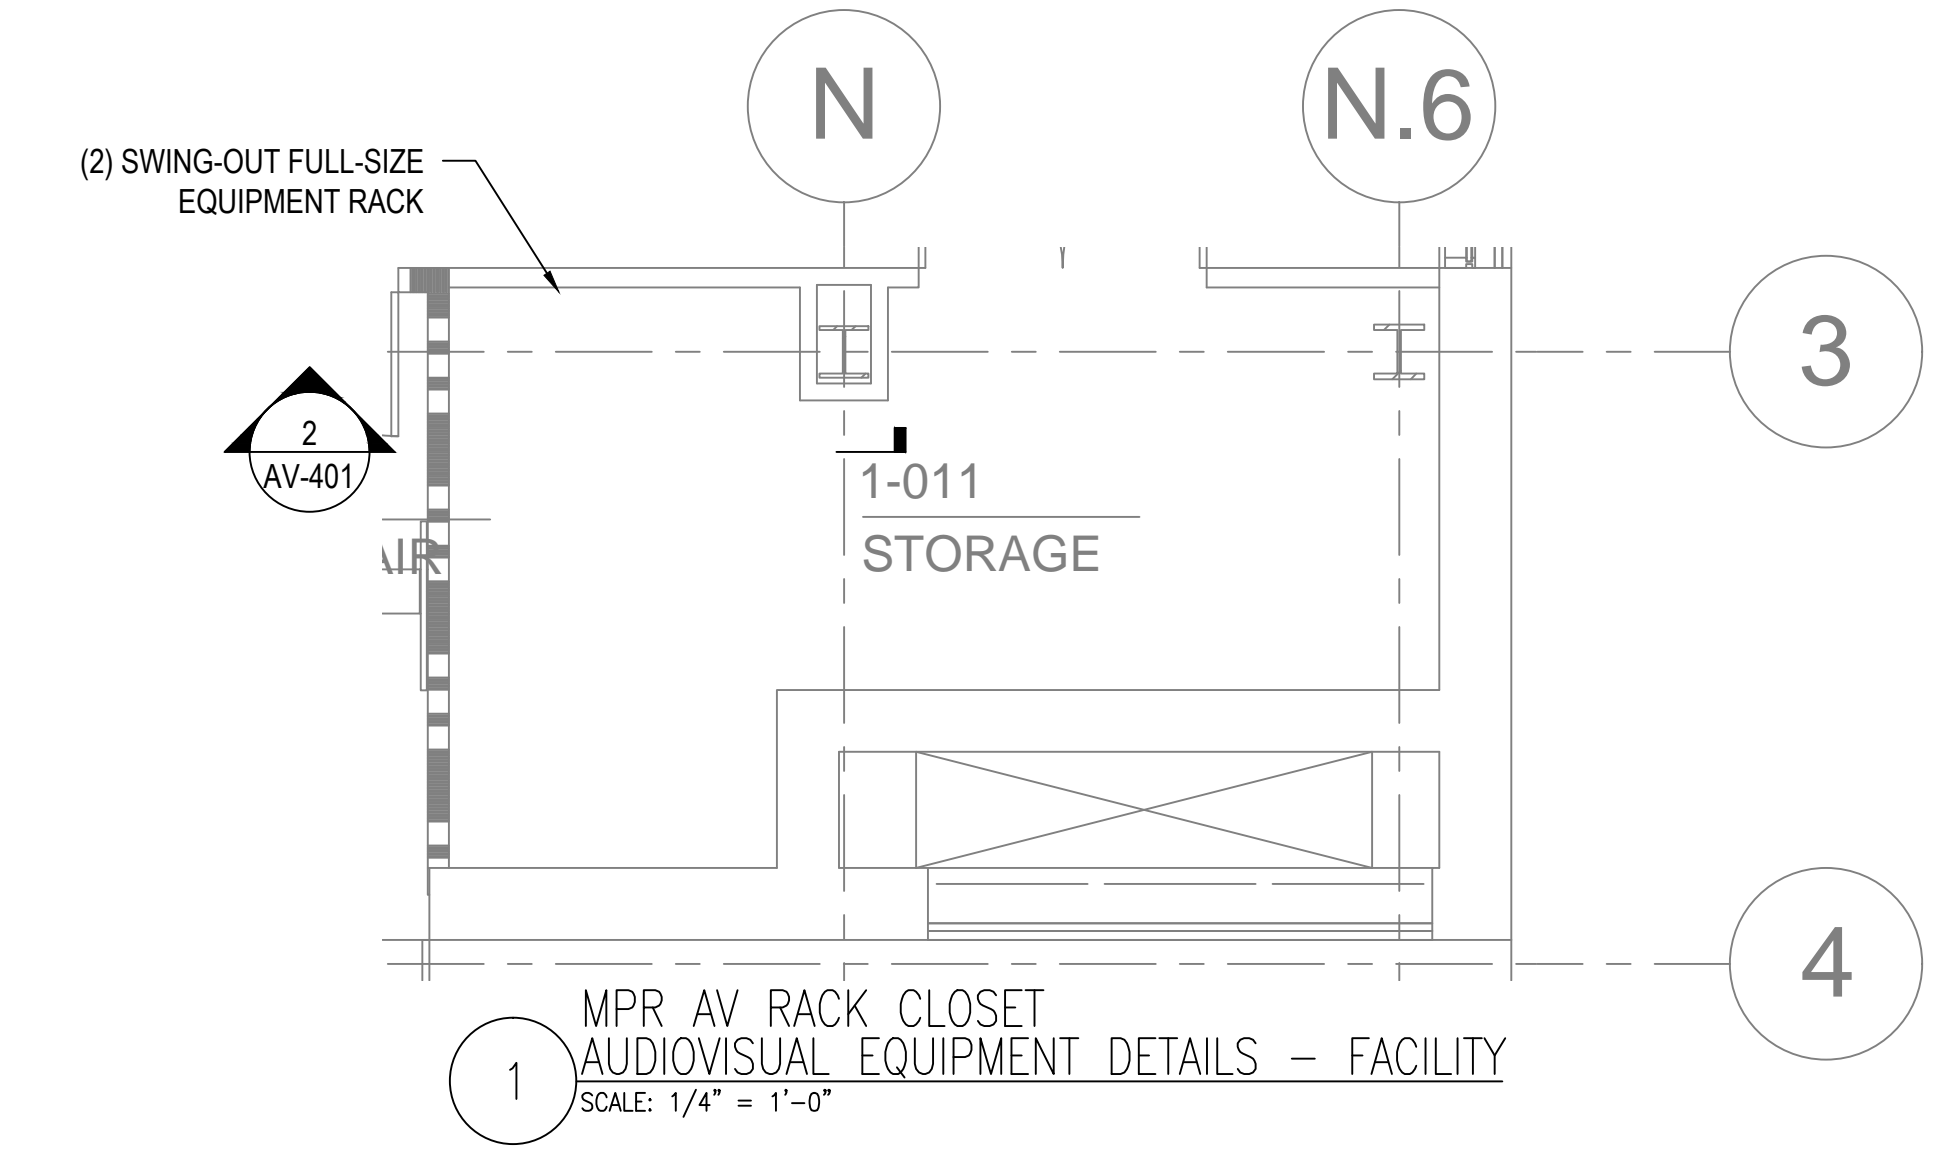 N
N.6
(2) SWING-OUT FULL-SIZE
EQUIPMENT RACK
3
2
AV-401
1-011
STORAGE
AIR
4
MPR AV RACK CLOSET
AUDIOVISUAL EQUIPMENT DETAILS - FACILITY
1
SCALE: 1/4" = 1'-0"